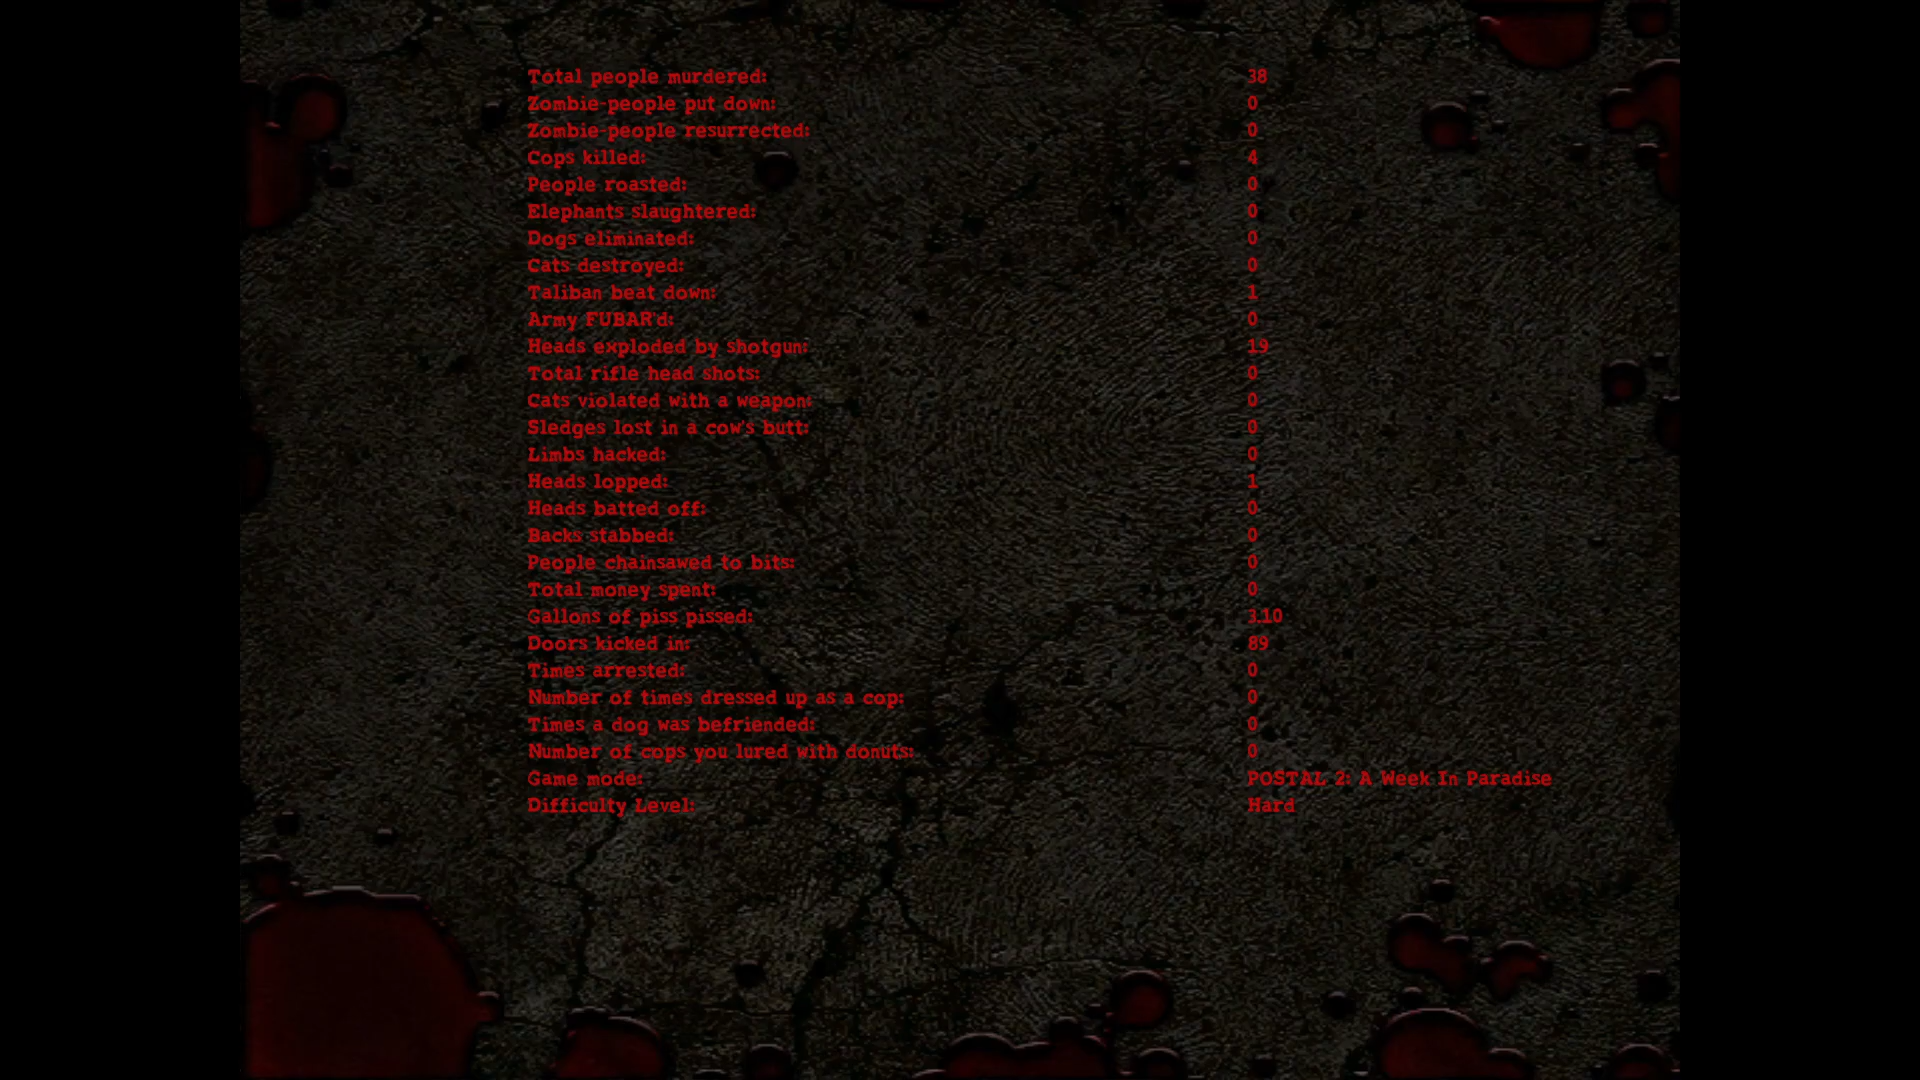 Total people murdered: 38
Zombie-people put down: 0
Zombie-people resurrected: 0
Cops killed: 4
People roasted: 0
Elephants slaughtered: 0
Dogs eliminated: 0
Cats destroyed: 0
Taliban beat down: 1
Army FUBAR'd: 0
Heads exploded by shotgun: 19
Total rifle head shots: 0
Cats violated with a weapon: 0
Sledges lost in a cow's butt: 0
Limbs hacked: 0
Heads lopped: 1
Heads batted off: 0
Backs stabbed: 0
People chainsawed to bits: 0
Total money spent: 0
Gallons of piss pissed: 3.10
Doors kicked in: 89
Times arrested: 0
Number of times dressed up as a cop: 0
Times a dog was befriended: 0
Number of cops you lured with donuts: 0
Game mode: POSTAL 2: A Week In Paradise
Difficulty Level: Hard